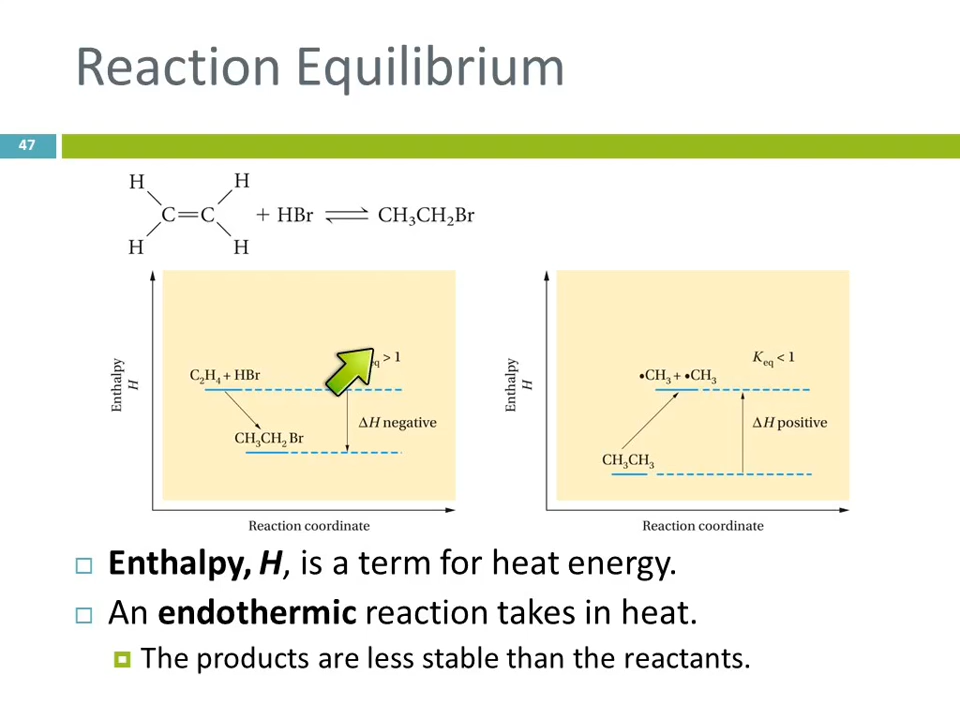 Reaction Equilibrium
47
H H
C=C + HBr ⇌ CH₃CH₂Br
H H
Enthalpy
H
eq > 1
C₂H₄ + HBr
ΔH negative
CH₃CH₂Br
Reaction coordinate
Enthalpy
H
Keq < 1
•CH₃ + •CH₃
ΔH positive
CH₃CH₃
Reaction coordinate
Enthalpy, H, is a term for heat energy.
An endothermic reaction takes in heat.
The products are less stable than the reactants.